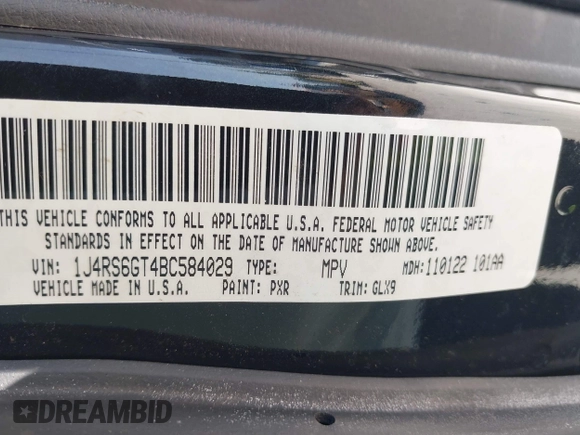 THIS VEHICLE CONFORMS TO ALL APPLICABLE U.S.A. FEDERAL MOTOR VEHICLE SAFETY
STANDARDS IN EFFECT ON THE DATE OF MANUFACTURE SHOWN ABOVE.
VIN: 1J4RS6GT4BC584029 TYPE: MPV MDH: 110122 101AA
VEHICLE MADE IN U.S.A. PAINT: PXR TRIM: GLX9
DREAMBID